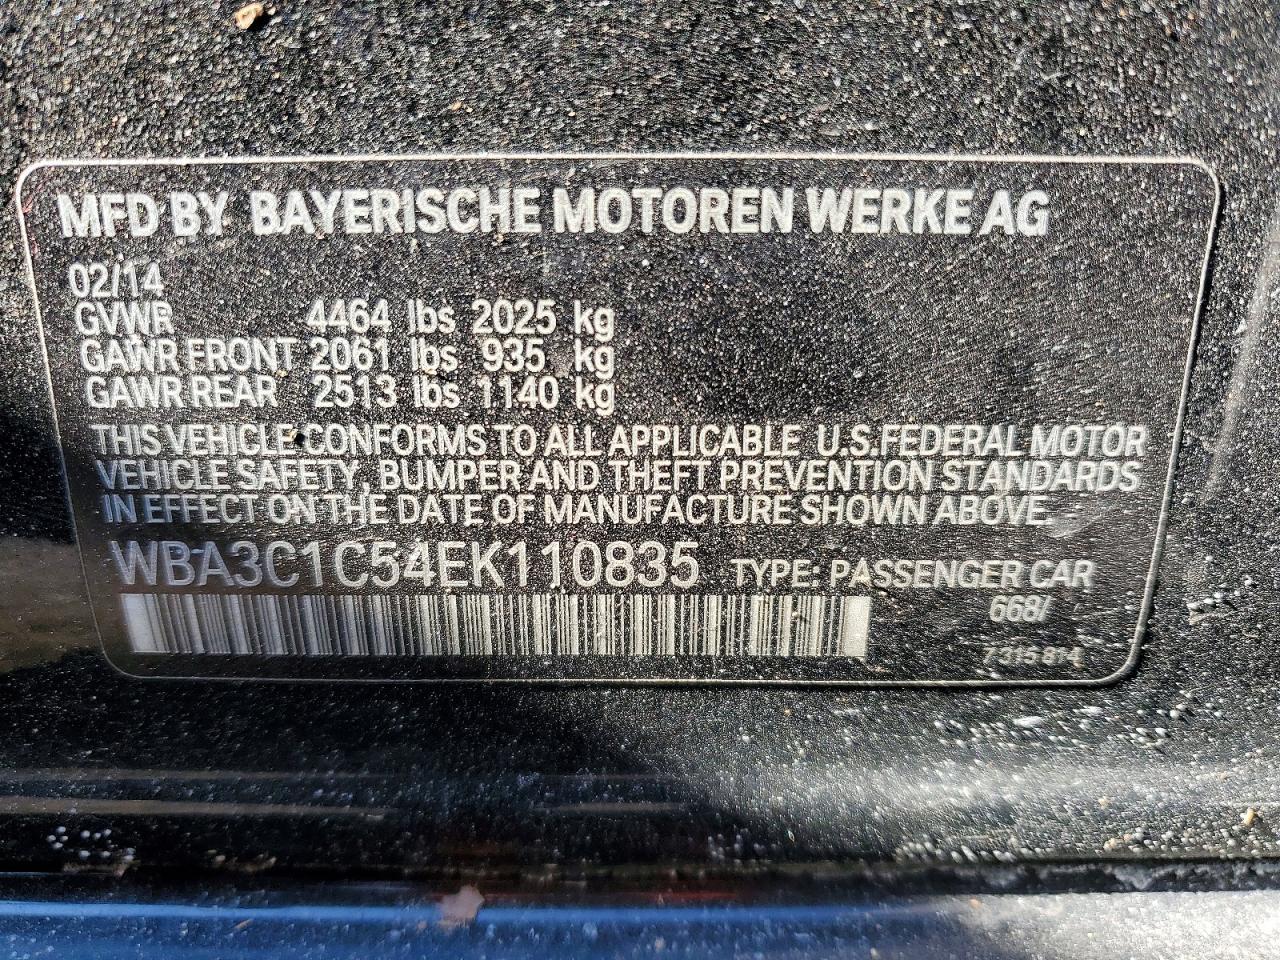 MFD BY BAYERISCHE MOTOREN WERKE AG
02/14
GVWR 4464 lbs 2025 kg
GAWR FRONT 2061 lbs 935 kg
GAWR REAR 2513 lbs 1140 kg
THIS VEHICLE CONFORMS TO ALL APPLICABLE U.S.FEDERAL MOTOR
VEHICLE SAFETY, BUMPER AND THEFT PREVENTION STANDARDS
IN EFFECT ON THE DATE OF MANUFACTURE SHOWN ABOVE.
WBA3C1C54EK110835 TYPE: PASSENGER CAR
668/
7315 814